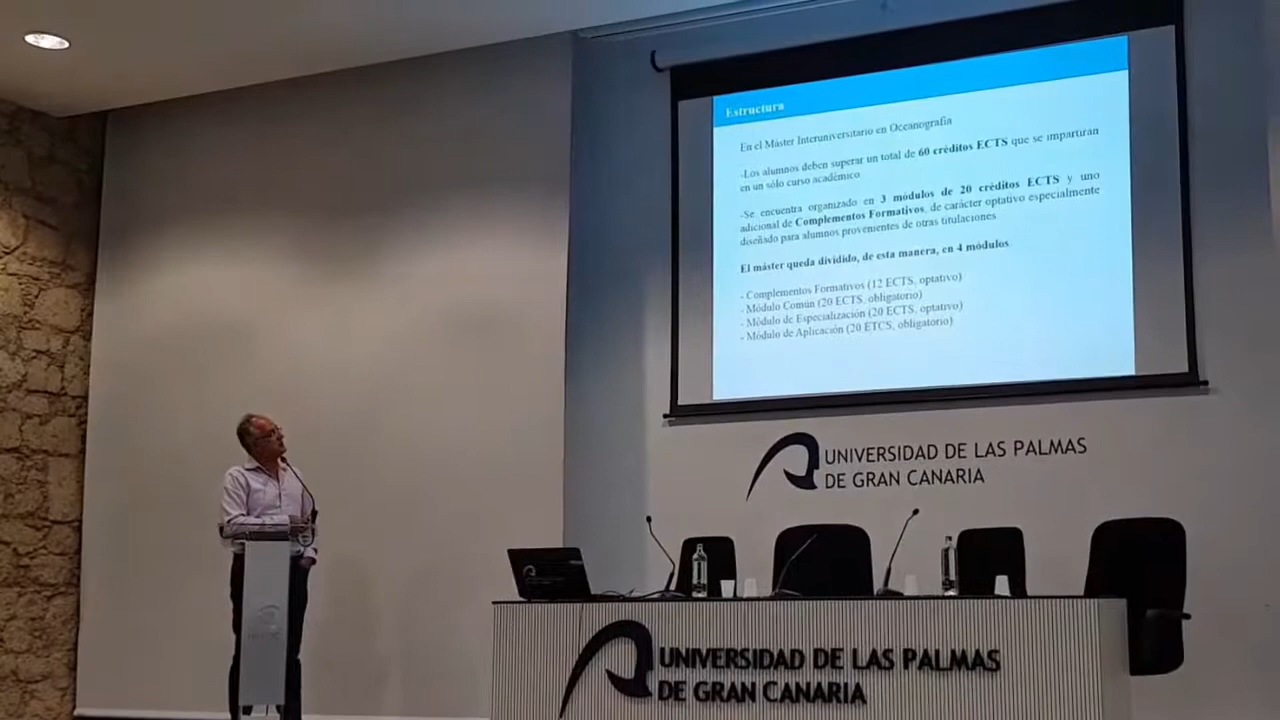 Estructura
En el Máster Interuniversitario en Oceanografía
-Los alumnos deben superar un total de 60 créditos ECTS que se impartirán
en un sólo curso académico
-Se encuentra organizado en 3 módulos de 20 créditos ECTS y uno
adicional de Complementos Formativos, de carácter optativo especialmente
diseñado para alumnos provenientes de otras titulaciones
El máster queda dividido, de esta manera, en 4 módulos
- Complementos Formativos (12 ECTS, optativo)
- Módulo Común (20 ECTS, obligatorio)
- Módulo de Especialización (20 ECTS, optativo)
- Módulo de Aplicación (20 ETCS, obligatorio)
UNIVERSIDAD DE LAS PALMAS
DE GRAN CANARIA
UNIVERSIDAD DE LAS PALMAS
DE GRAN CANARIA